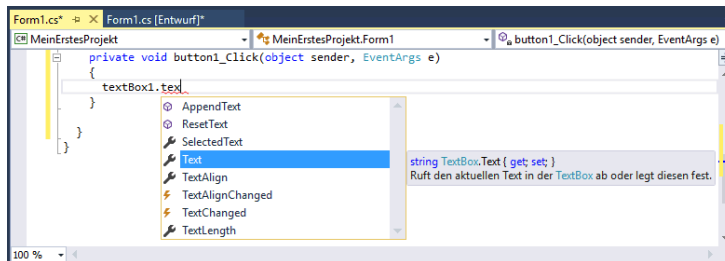 Form1.cs* Form1.cs [Entwurf]*
C# MeinErstesProjekt MeinErstesProjekt.Form1 button1_Click(object sender, EventArgs e)
private void button1_Click(object sender, EventArgs e)
{
textBox1.tex
}
}
}
AppendText
ResetText
SelectedText
Text
TextAlign
TextAlignChanged
TextChanged
TextLength
string TextBox.Text { get; set; }
Ruft den aktuellen Text in der TextBox ab oder legt diesen fest.
100 %